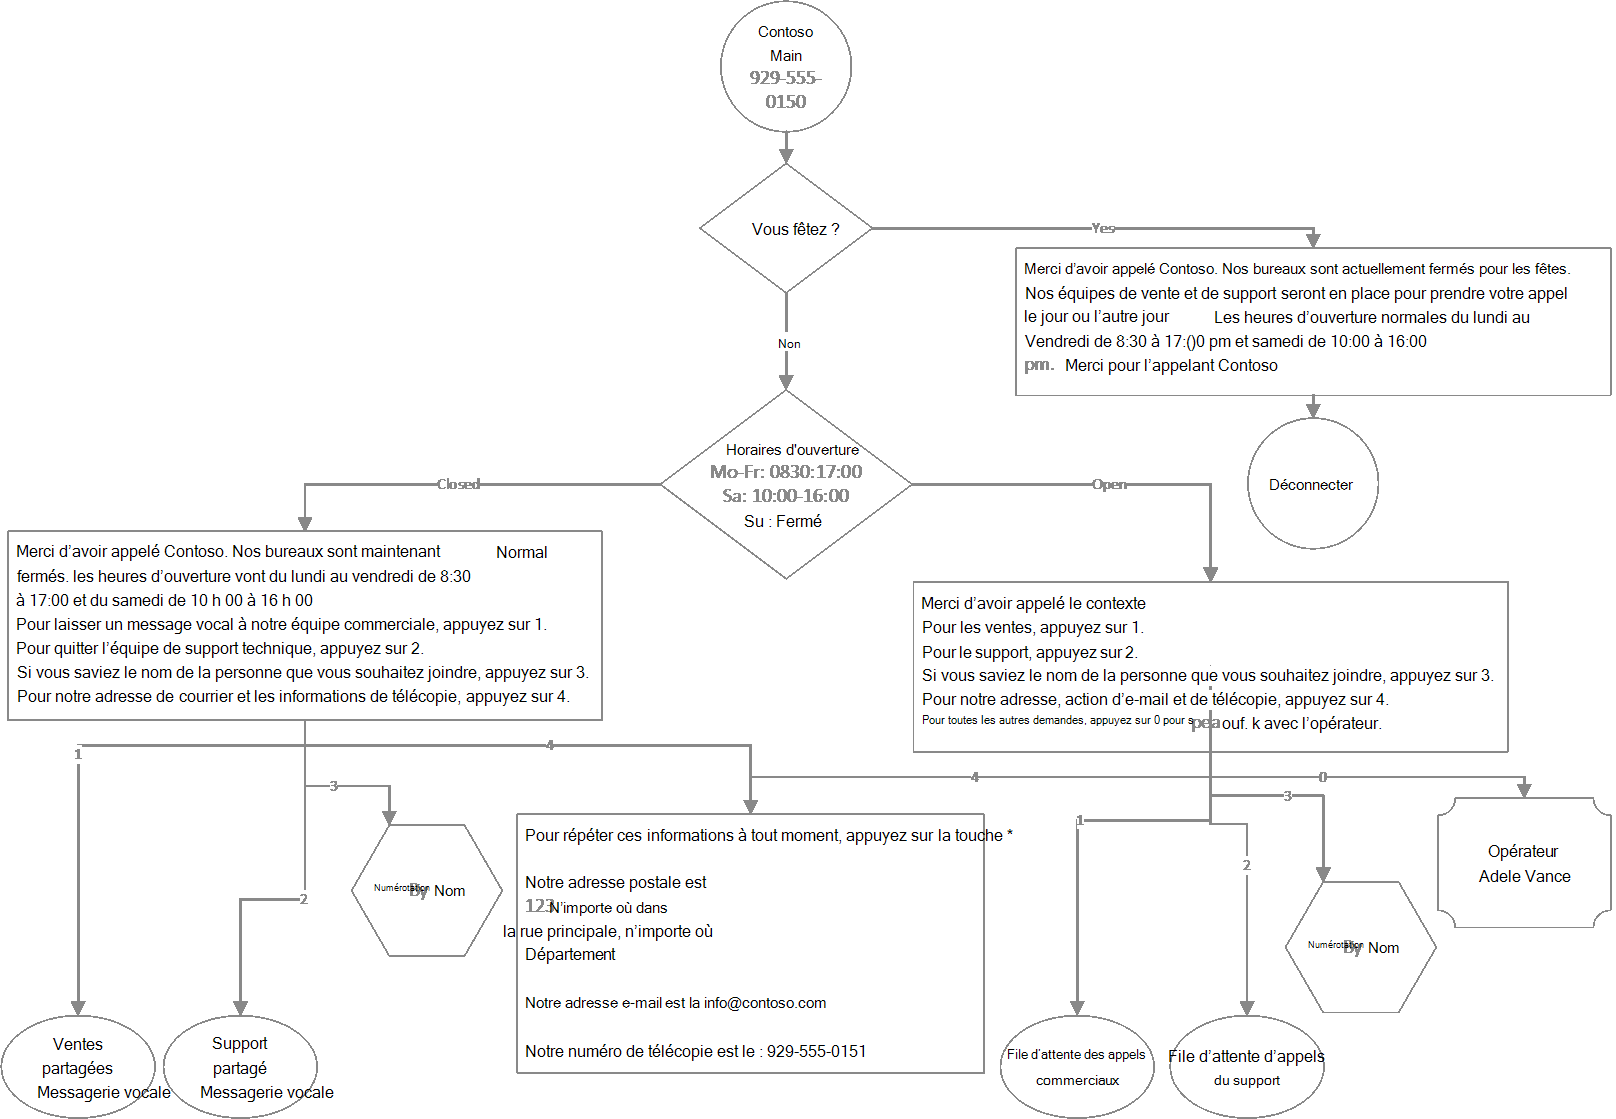 Contoso
Main
929-555-
0150
Vous fêtez ?
Yes
Merci d’avoir appelé Contoso. Nos bureaux sont actuellement fermés pour les fêtes.
Nos équipes de vente et de support seront en place pour prendre votre appel
le jour ou l’autre jour Les heures d’ouverture normales du lundi au
Vendredi de 8:30 à 17:()0 pm et samedi de 10:00 à 16:00
pm. Merci pour l’appelant Contoso
Non
Déconnecter
Horaires d'ouverture
Mo-Fr: 0830:17:00
Sa: 10:00-16:00
Su : Fermé
Closed
Open
Merci d’avoir appelé Contoso. Nos bureaux sont maintenant Normal
fermés. les heures d’ouverture vont du lundi au vendredi de 8:30
à 17:00 et du samedi de 10 h 00 à 16 h 00
Pour laisser un message vocal à notre équipe commerciale, appuyez sur 1.
Pour quitter l’équipe de support technique, appuyez sur 2.
Si vous saviez le nom de la personne que vous souhaitez joindre, appuyez sur 3.
Pour notre adresse de courrier et les informations de télécopie, appuyez sur 4.
Merci d’avoir appelé le contexte
Pour les ventes, appuyez sur 1.
Pour le support, appuyez sur 2.
Si vous saviez le nom de la personne que vous souhaitez joindre, appuyez sur 3.
Pour notre adresse, action d’e-mail et de télécopie, appuyez sur 4.
Pour toutes les autres demandes, appuyez sur 0 pour s pea ouf. k avec l’opérateur.
1
4
3
2
4
0
3
1
2
Numérotation By Nom
Pour répéter ces informations à tout moment, appuyez sur la touche *
Notre adresse postale est
123 N’importe où dans
la rue principale, n’importe où
Département
Notre adresse e-mail est la info@contoso.com
Notre numéro de télécopie est le : 929-555-0151
Opérateur
Adele Vance
Numérotation By Nom
Ventes
partagées
Messagerie vocale
Support
partagé
Messagerie vocale
File d’attente des appels
commerciaux
File d’attente d’appels
du support